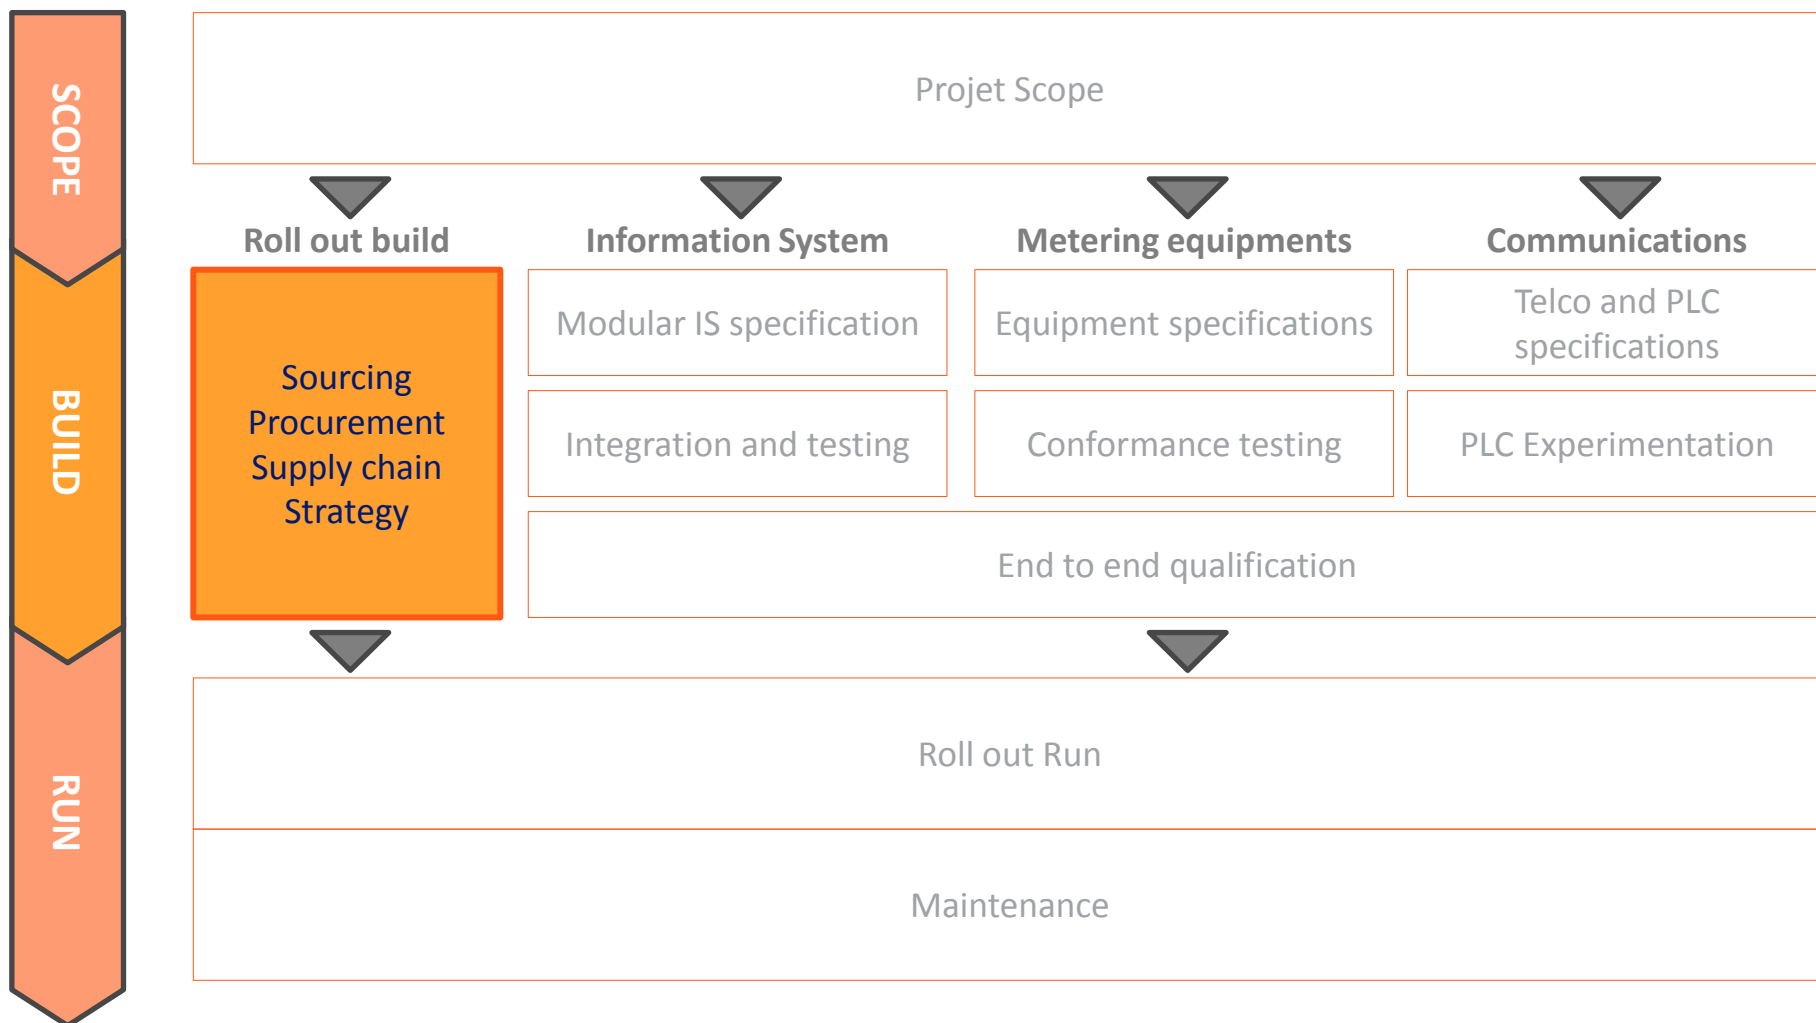 SCOPE
Projet Scope
Roll out build
Information System
Metering equipments
Communications
BUILD
Sourcing
Procurement
Supply chain
Strategy
Modular IS specification
Equipment specifications
Telco and PLC
specifications
Integration and testing
Conformance testing
PLC Experimentation
End to end qualification
RUN
Roll out Run
Maintenance